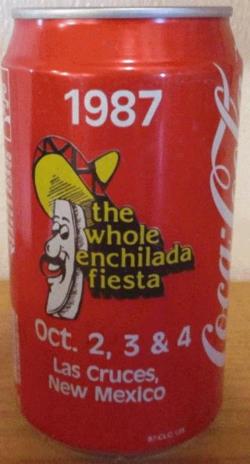 1987
the
whole
enchilada
fiesta
Oct. 2, 3 & 4
Las Cruces,
New Mexico
Coca-Cola